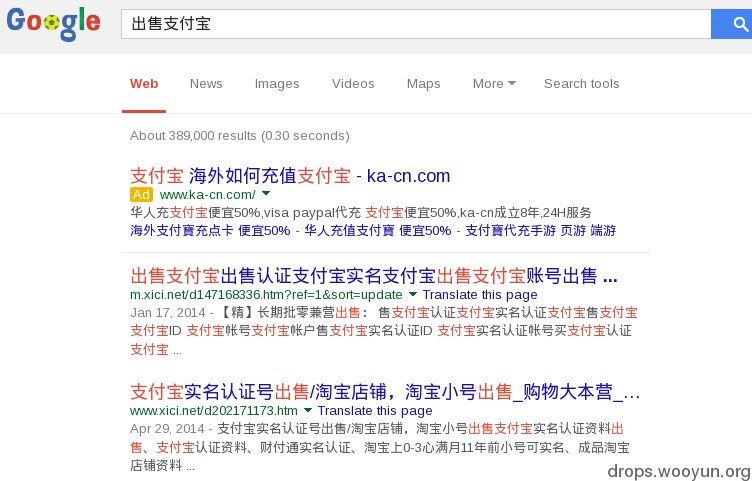 Google
出售支付宝
Web News Images Videos Maps More Search tools
About 389,000 results (0.30 seconds)
支付宝 海外如何充值支付宝 - ka-cn.com
Ad www.ka-cn.com/
华人充支付宝便宜50%,visa paypal代充 支付宝便宜50%,ka-cn成立8年,24H服务
海外支付寶充点卡 便宜50% - 华人充值支付寶 便宜50% - 支付寶代充手游 页游 端游
出售支付宝出售认证支付宝实名支付宝出售支付宝账号出售 ...
m.xici.net/d147168336.htm?ref=1&sort=update Translate this page
Jan 17, 2014 - 【精】长期批零兼营出售： 售支付宝认证支付宝实名认证支付宝售支付宝
支付宝ID 支付宝帐号支付宝帐户售支付宝实名认证ID 支付宝实名认证帐号买支付宝认证
支付宝 ...
支付宝实名认证号出售/淘宝店铺，淘宝小号出售_购物大本营_...
www.xici.net/d202171173.htm Translate this page
Apr 29, 2014 - 支付宝实名认证号出售/淘宝店铺，淘宝小号出售支付宝实名认证资料出
售、支付宝认证资料、财付通实名认证、淘宝上0-3心满月11年前小号可实名、成品淘宝
店铺资料 ...
drops.wooyun.org